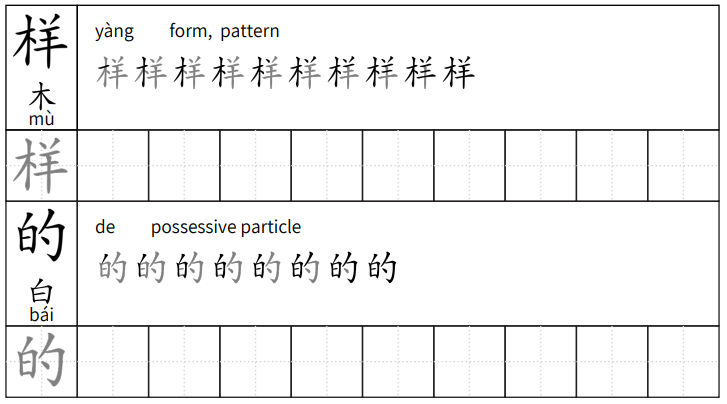 样
木
mù
yàng form, pattern
样 样 样 样 样 样 样 样 样 样
样
的
白
bái
de possessive particle
的 的 的 的 的 的 的 的
的